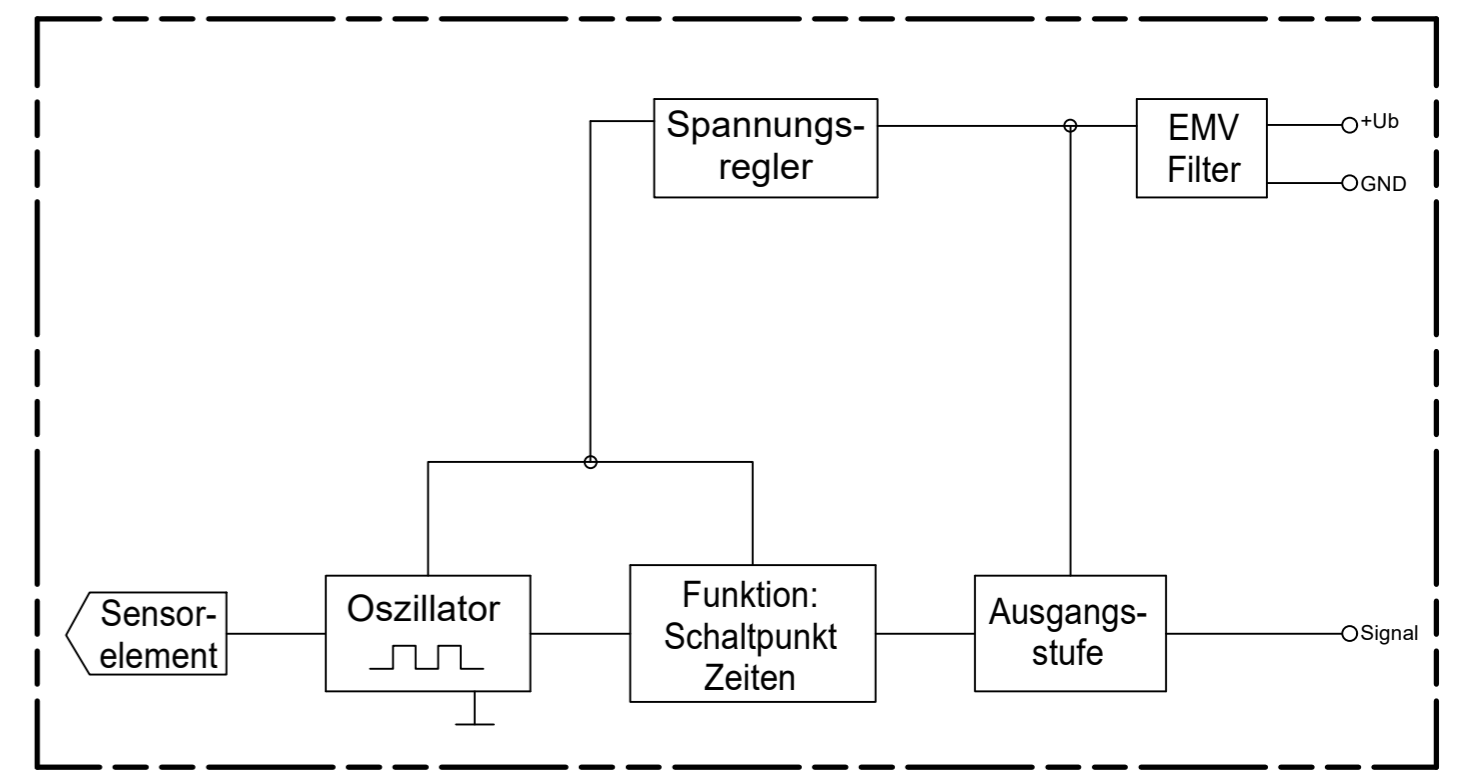 Spannungs-
regler
EMV
Filter
+Ub
GND
Sensor-
element
Oszillator
Funktion:
Schaltpunkt
Zeiten
Ausgangs-
stufe
Signal